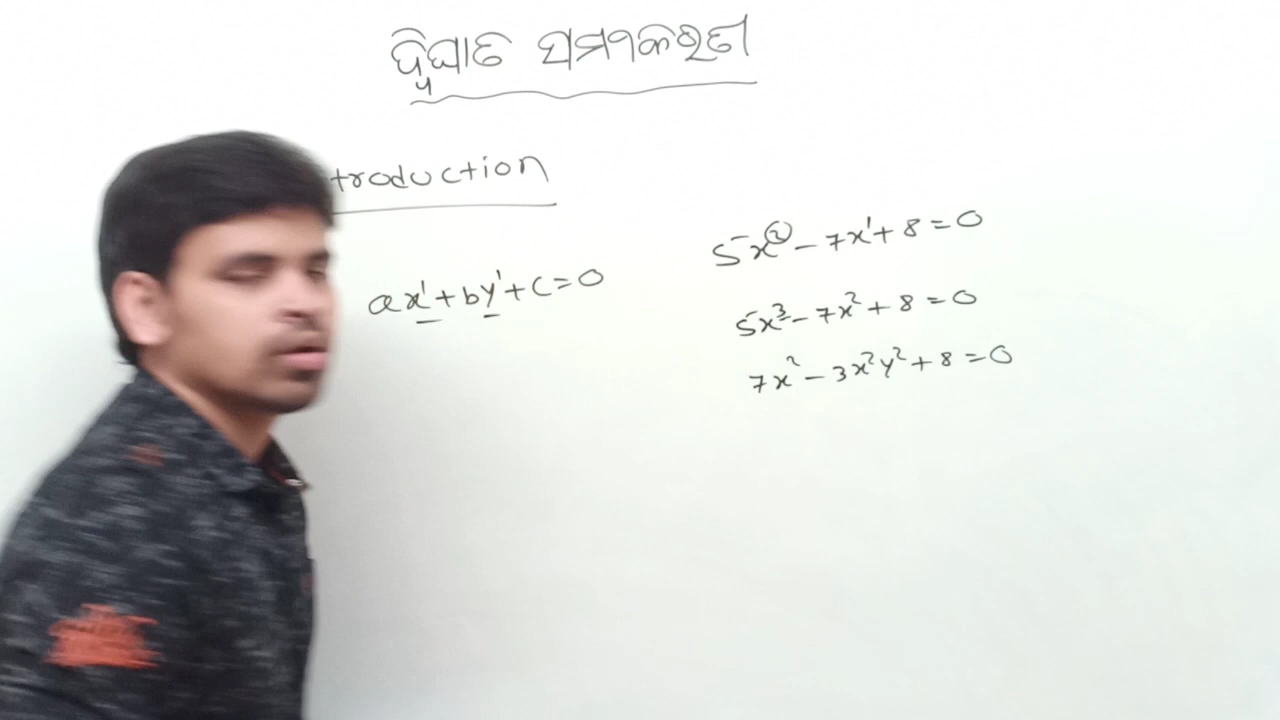 ଦ୍ୱିଘାତ ସମୀକରଣ
troduction
ax¹+by¹+c=0
5x²-7x¹+8=0
5x³-7x²+8=0
7x²-3x²y²+8=0